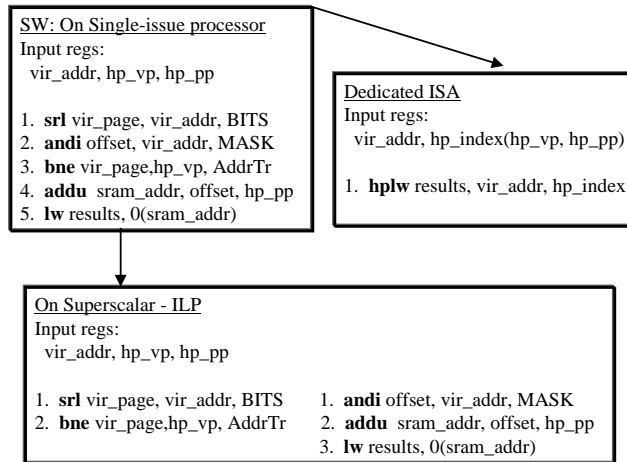 SW: On Single-issue processor
Input regs:
vir_addr, hp_vp, hp_pp
1. srl vir_page, vir_addr, BITS
2. andi offset, vir_addr, MASK
3. bne vir_page,hp_vp, AddrTr
4. addu sram_addr, offset, hp_pp
5. lw results, 0(sram_addr)
Dedicated ISA
Input regs:
vir_addr, hp_index(hp_vp, hp_pp)
1. hplw results, vir_addr, hp_index
On Superscalar - ILP
Input regs:
vir_addr, hp_vp, hp_pp
1. srl vir_page, vir_addr, BITS
2. bne vir_page,hp_vp, AddrTr
1. andi offset, vir_addr, MASK
2. addu sram_addr, offset, hp_pp
3. lw results, 0(sram_addr)